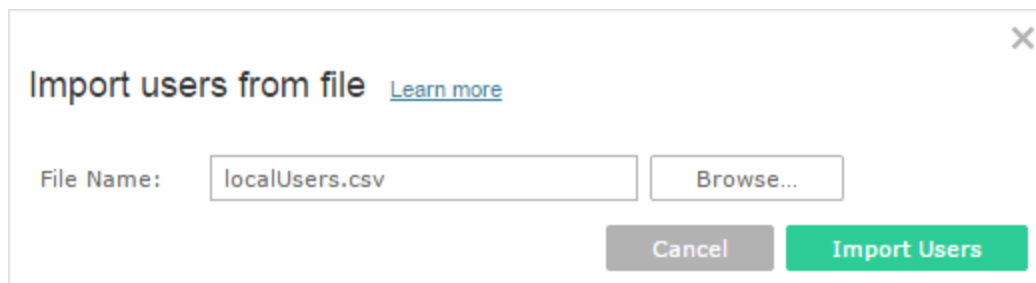 Import users from file Learn more
File Name: localUsers.csv Browse...
Cancel Import Users